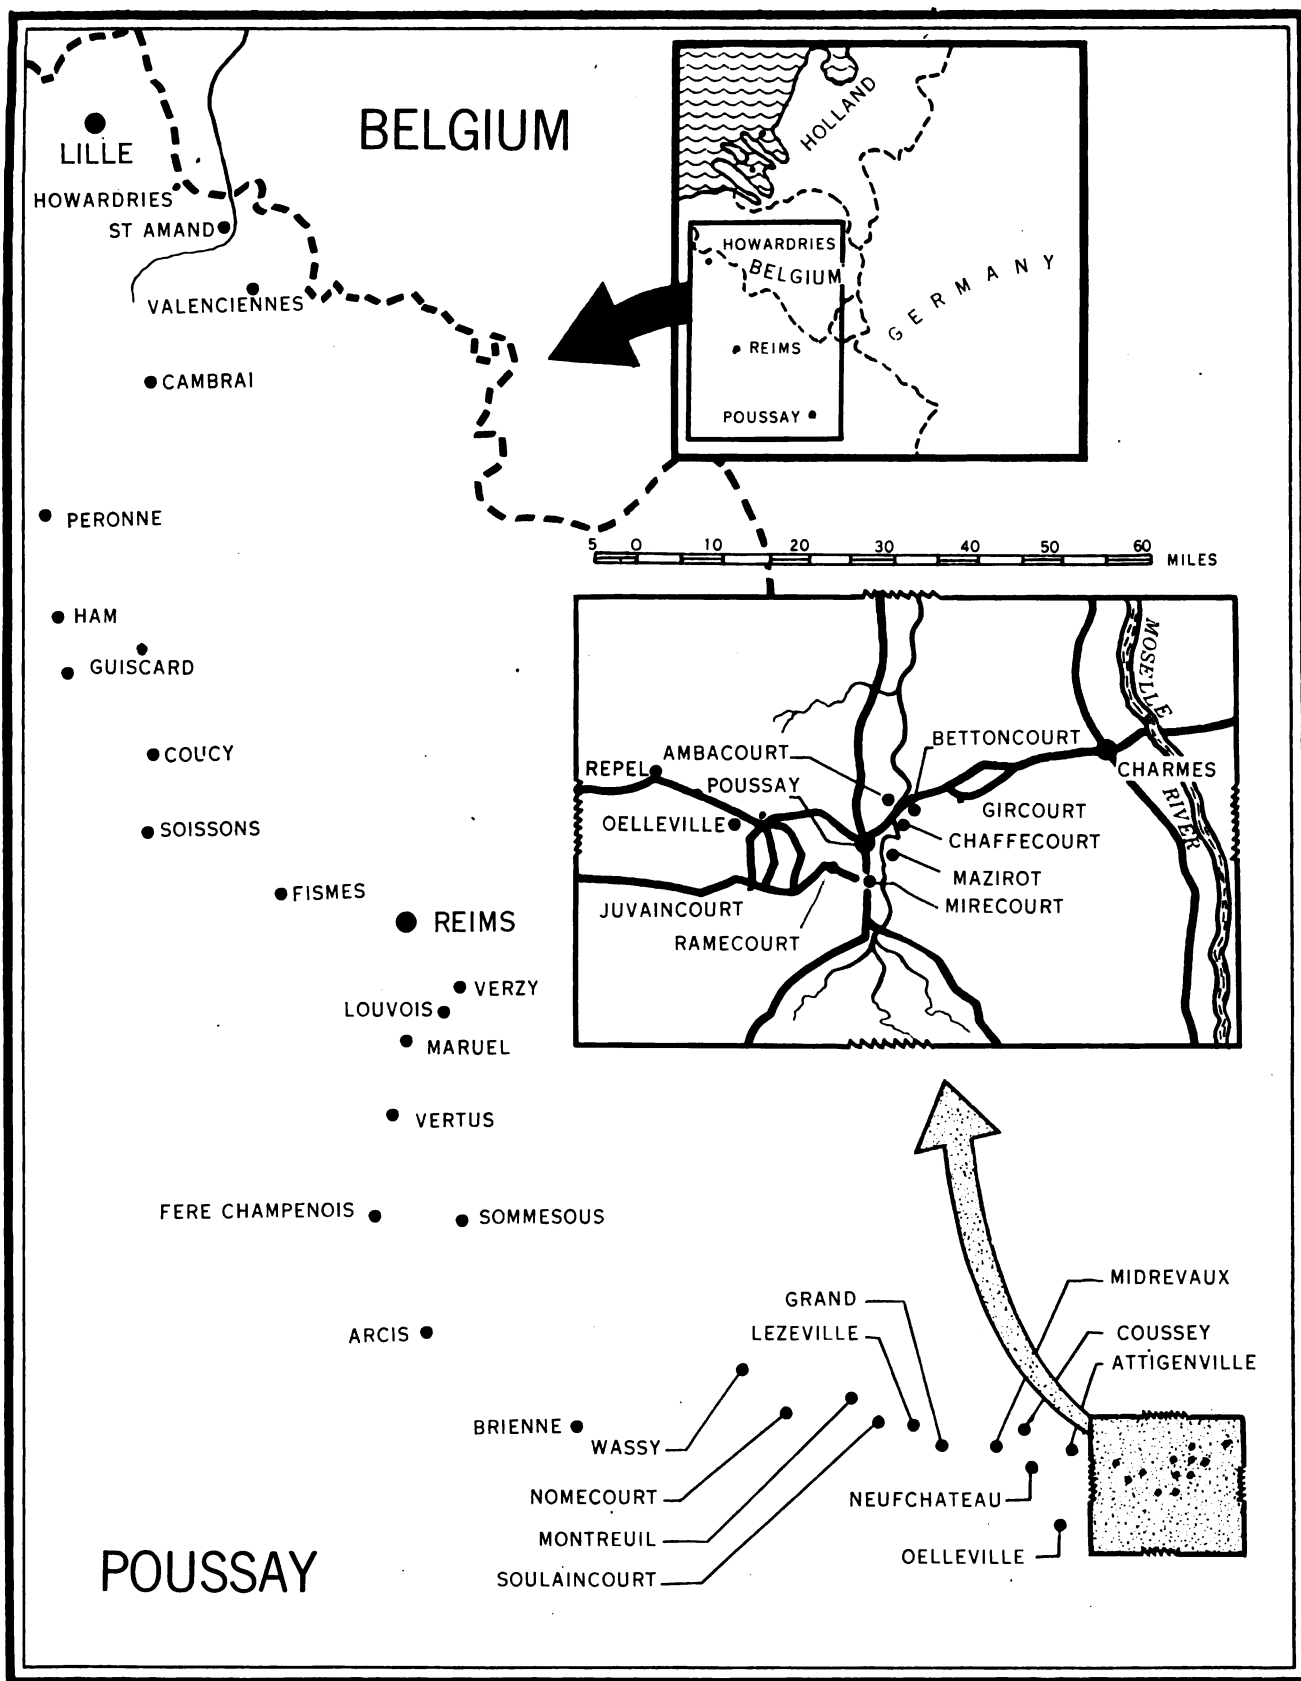 BELGIUM
LILLE
HOWARDRIES
ST AMAND
VALENCIENNES
CAMBRAI
PERONNE
HAM
GUISCARD
COUCY
SOISSONS
FISMES
REIMS
VERZY
LOUVOIS
MARUEL
VERTUS
FERE CHAMPENOIS
SOMMESOUS
ARCIS
BRIENNE
WASSY
NOMECOURT
MONTREUIL
SOULAINCOURT
GRAND
LEZEVILLE
MIDREVAUX
COUSSEY
ATTIGENVILLE
NEUFCHATEAU
OELLEVILLE
POUSSAY
HOLLAND
HOWARDRIES
BELGIUM
GERMANY
REIMS
POUSSAY
5 0 10 20 30 40 50 60 MILES
MOSELLE RIVER
BETTONCOURT
AMBACOURT
REPEL
POUSSAY
CHARMES
OELLEVILLE
GIRCOURT
CHAFFECOURT
MAZIROT
MIRECOURT
JUVAINCOURT
RAMECOURT